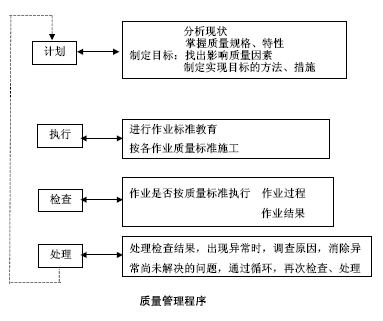 分析现状
掌握质量规格、特性
计划
制定目标：找出影响质量因素
制定实现目标的方法、措施
执行
进行作业标准教育
按各作业质量标准施工
检查
作业是否按质量标准执行 作业过程
作业结果
处理
处理检查结果，出现异常时，调查原因，消除异
常尚未解决的问题，通过循环，再次检查、处理
质量管理程序